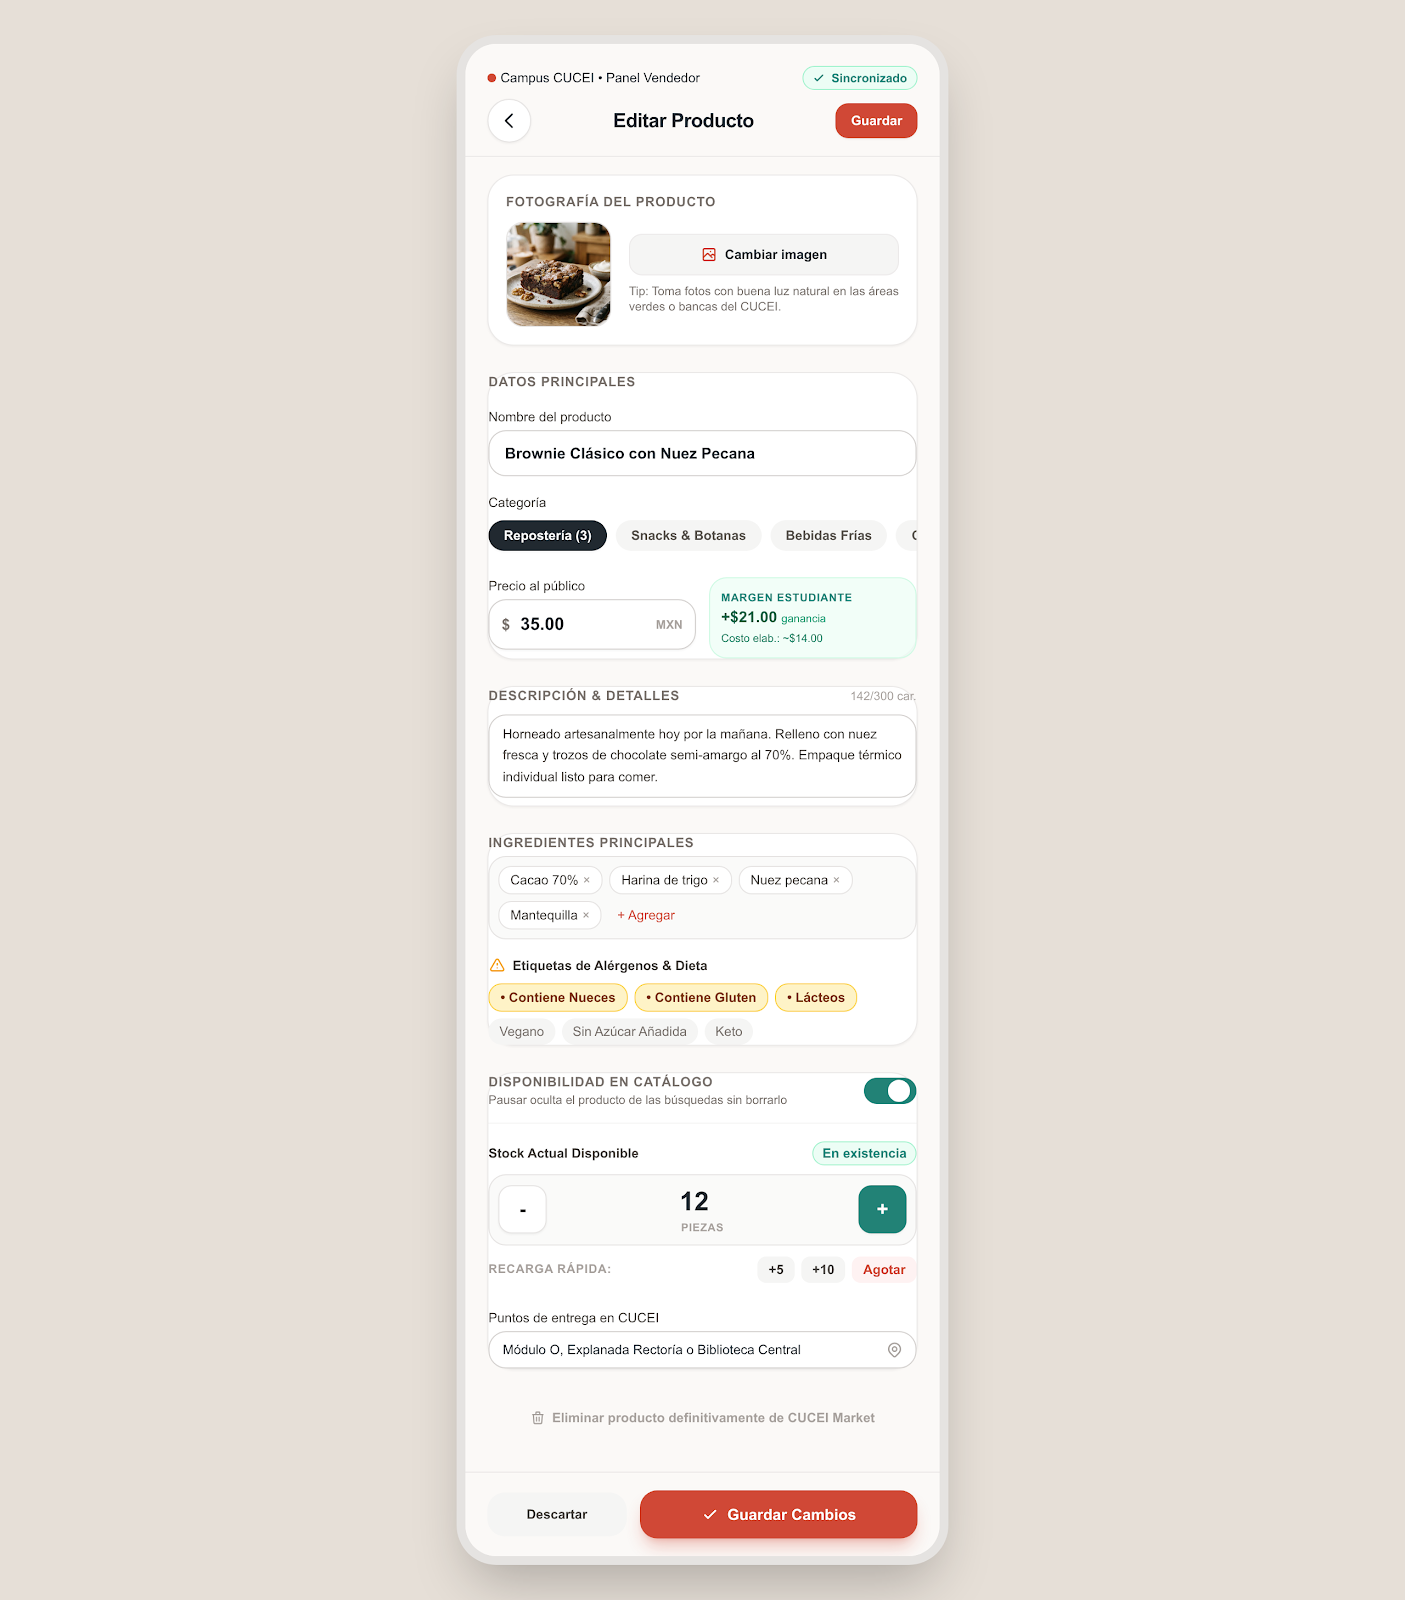 Campus CUCEI • Panel Vendedor
Sincronizado
Editar Producto
Guardar
FOTOGRAFÍA DEL PRODUCTO
Cambiar imagen
Tip: Toma fotos con buena luz natural en las áreas
verdes o bancas del CUCEI.
DATOS PRINCIPALES
Nombre del producto
Brownie Clásico con Nuez Pecana
Categoría
Repostería (3) Snacks & Botanas Bebidas Frías
Precio al público
$ 35.00 MXN
MARGEN ESTUDIANTE
+$21.00 ganancia
Costo elab.: ~$14.00
DESCRIPCIÓN & DETALLES 142/300 car.
Horneado artesanalmente hoy por la mañana. Relleno con nuez
fresca y trozos de chocolate semi-amargo al 70%. Empaque térmico
individual listo para comer.
INGREDIENTES PRINCIPALES
Cacao 70% × Harina de trigo × Nuez pecana ×
Mantequilla × + Agregar
Etiquetas de Alérgenos & Dieta
• Contiene Nueces • Contiene Gluten • Lácteos
Vegano Sin Azúcar Añadida Keto
DISPONIBILIDAD EN CATÁLOGO
Pausar oculta el producto de las búsquedas sin borrarlo
Stock Actual Disponible En existencia
- 12 +
PIEZAS
RECARGA RÁPIDA: +5 +10 Agotar
Puntos de entrega en CUCEI
Módulo O, Explanada Rectoría o Biblioteca Central
Eliminar producto definitivamente de CUCEI Market
Descartar Guardar Cambios